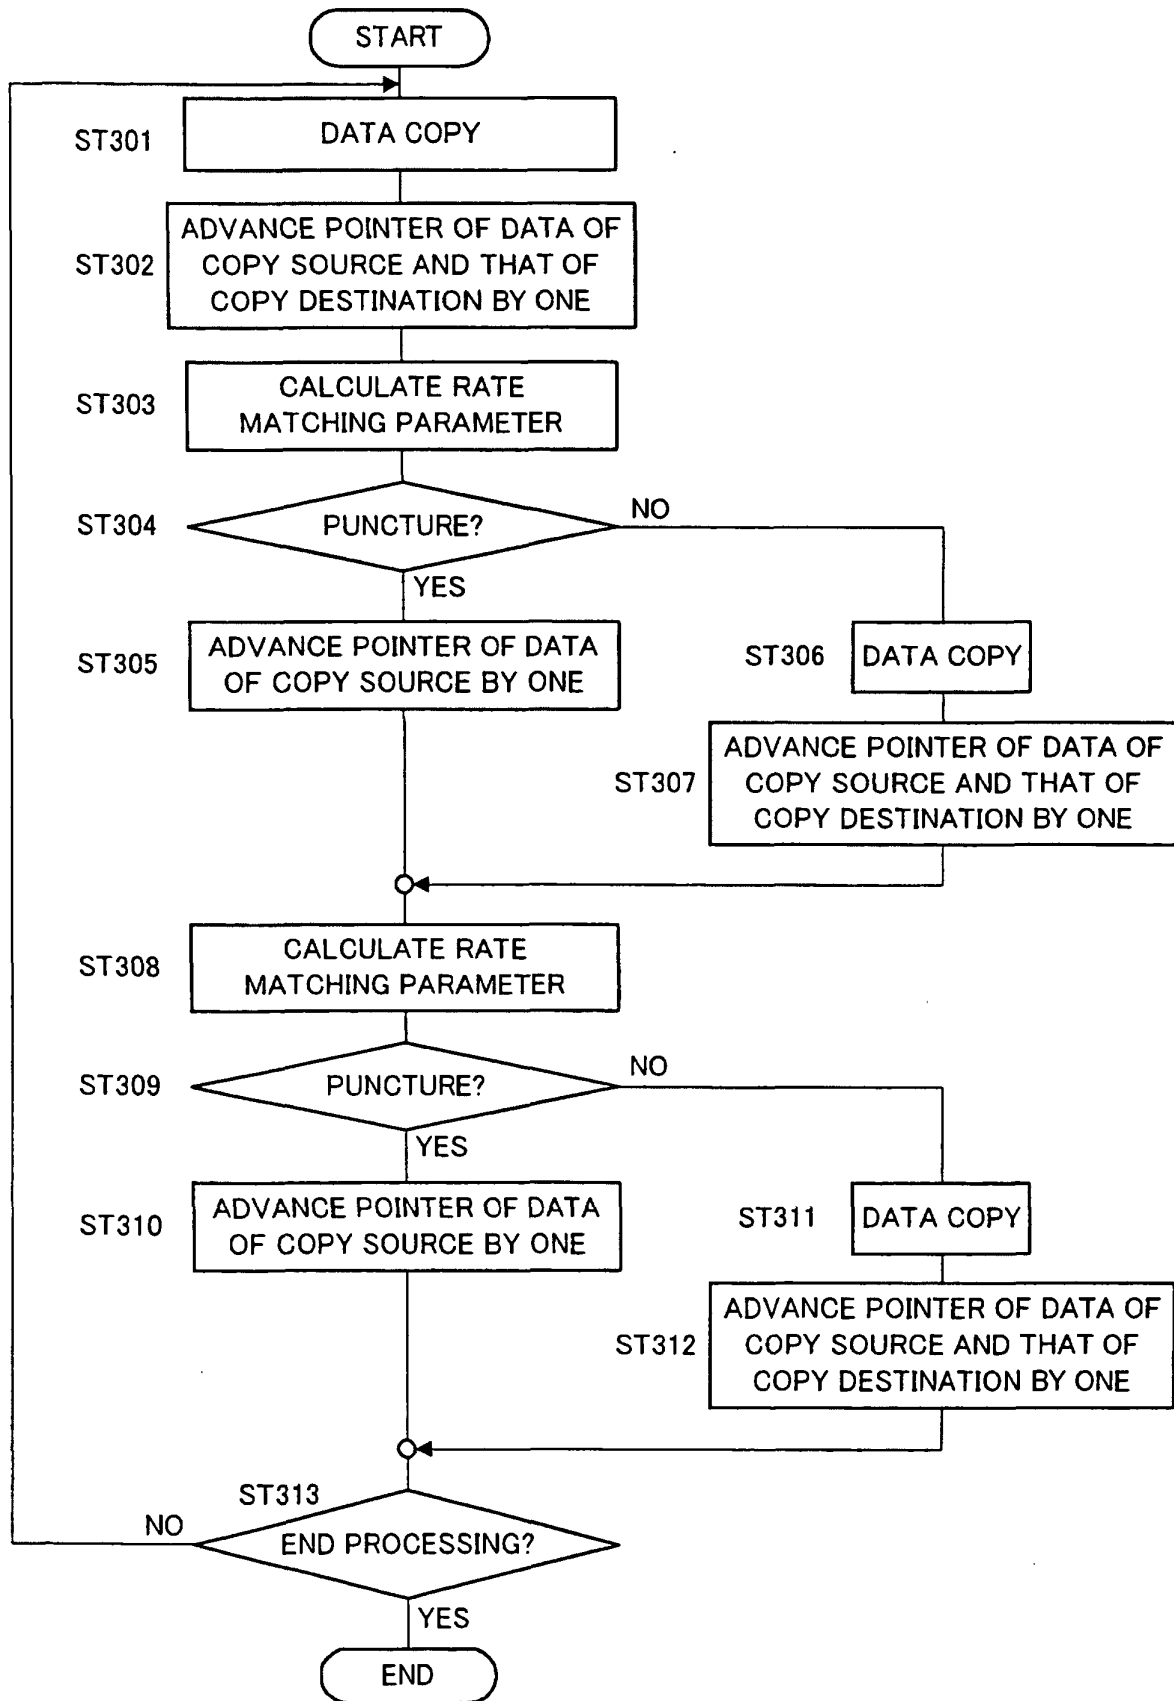 START
ST301
DATA COPY
ST302
ADVANCE POINTER OF DATA OF
COPY SOURCE AND THAT OF
COPY DESTINATION BY ONE
ST303
CALCULATE RATE
MATCHING PARAMETER
ST304
PUNCTURE?
NO
YES
ST305
ADVANCE POINTER OF DATA
OF COPY SOURCE BY ONE
ST306
DATA COPY
ST307
ADVANCE POINTER OF DATA OF
COPY SOURCE AND THAT OF
COPY DESTINATION BY ONE
ST308
CALCULATE RATE
MATCHING PARAMETER
ST309
PUNCTURE?
NO
YES
ST310
ADVANCE POINTER OF DATA
OF COPY SOURCE BY ONE
ST311
DATA COPY
ST312
ADVANCE POINTER OF DATA OF
COPY SOURCE AND THAT OF
COPY DESTINATION BY ONE
ST313
NO
END PROCESSING?
YES
END